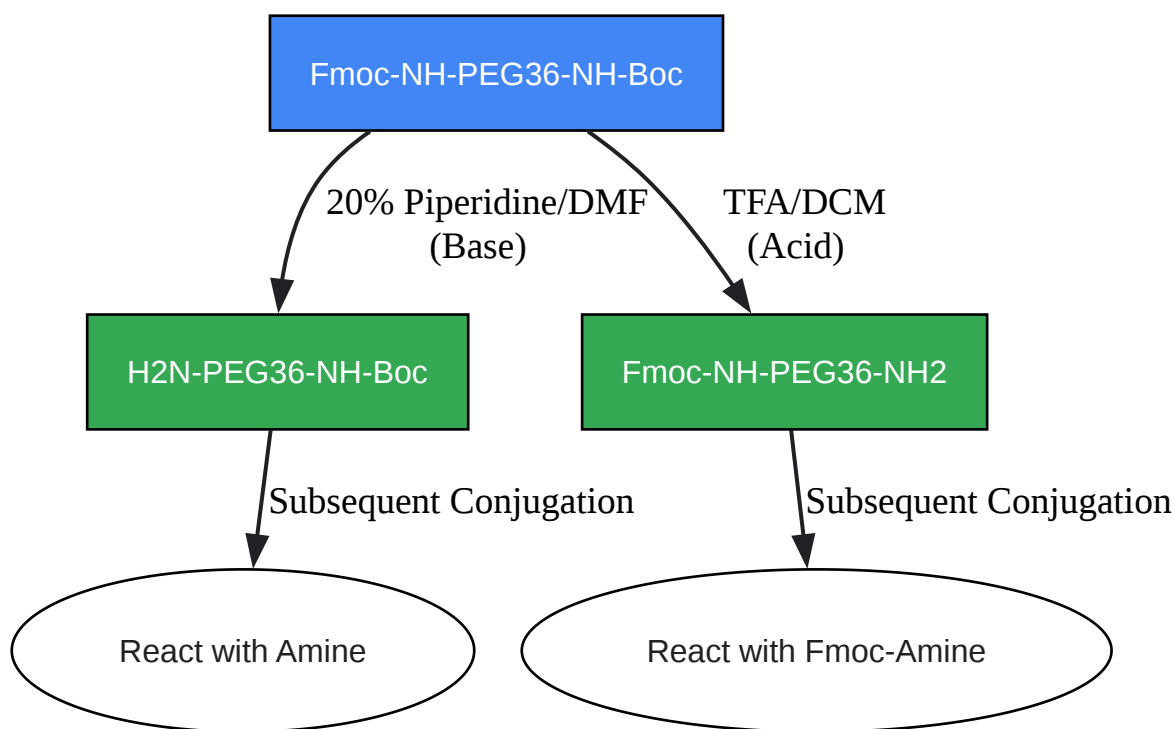 Fmoc-NH-PEG36-NH-Boc
20% Piperidine/DMF
(Base)
TFA/DCM
(Acid)
H2N-PEG36-NH-Boc
Fmoc-NH-PEG36-NH2
Subsequent Conjugation
Subsequent Conjugation
React with Amine
React with Fmoc-Amine